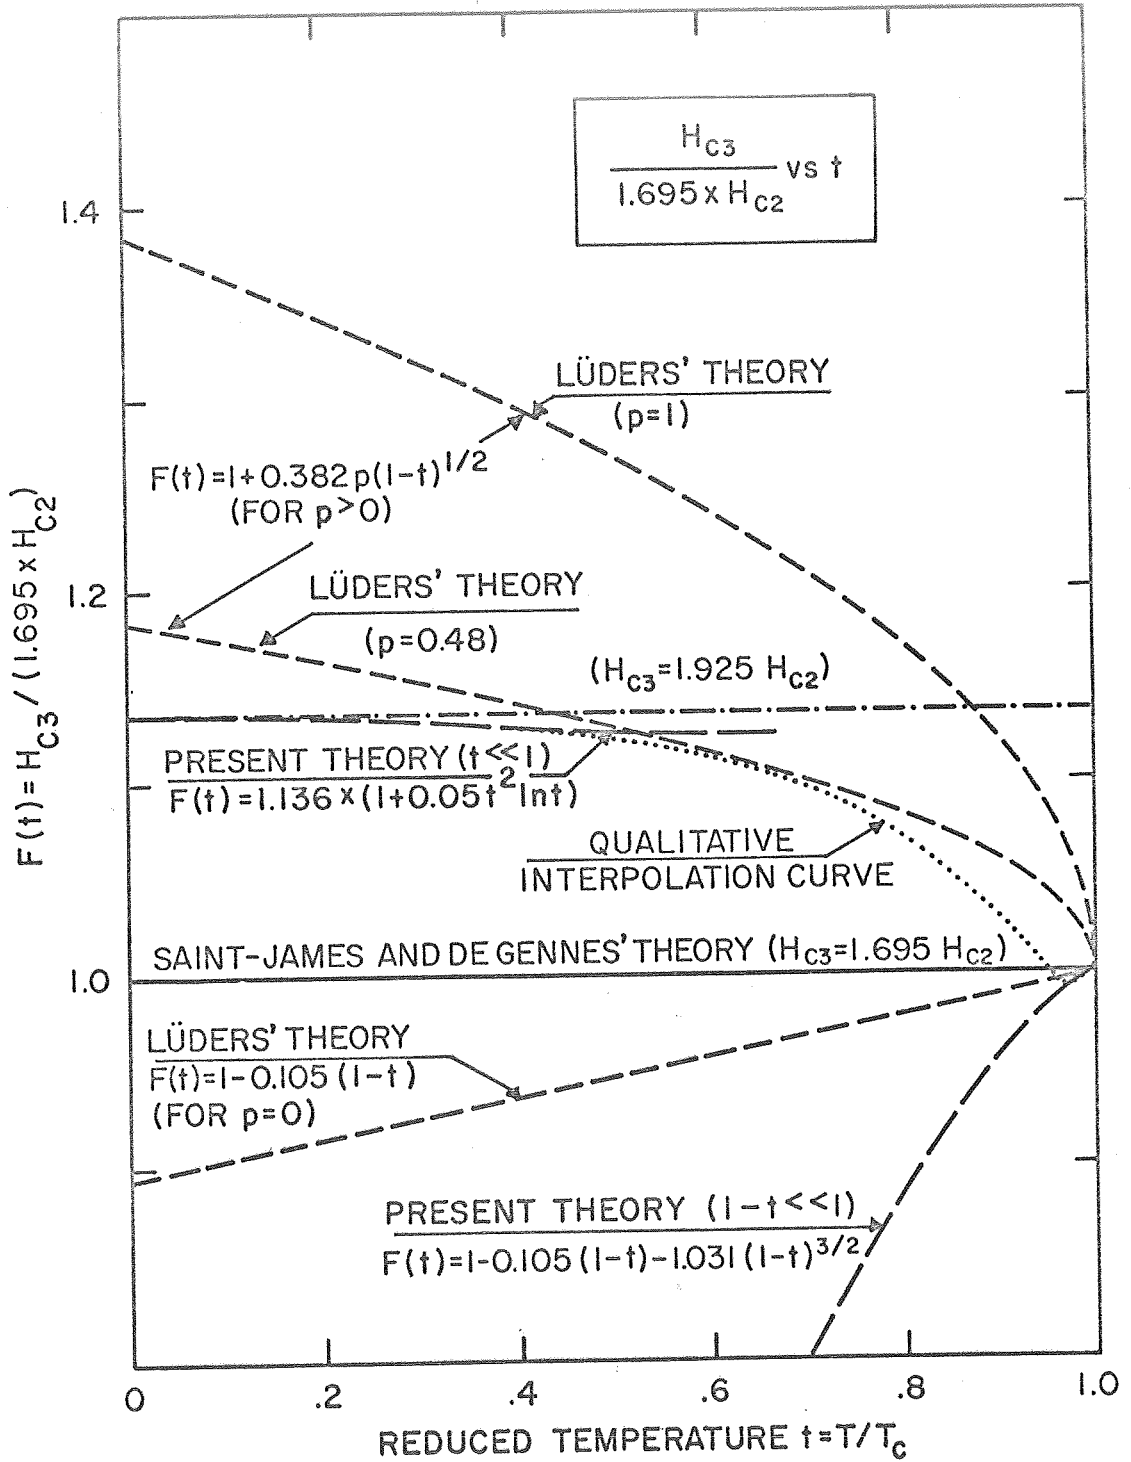 H_C3
1.695 x H_C2 vs t
1.4
LÜDERS' THEORY
(p=1)
F(t)=1+0.382p(1-t)^1/2
(FOR p>0)
1.2
LÜDERS' THEORY
(p=0.48)
(H_C3=1.925 H_C2)
PRESENT THEORY (t<<1)
F(t)=1.136 x (1+0.05t^2 lnt)
QUALITATIVE
INTERPOLATION CURVE
SAINT-JAMES AND DE GENNES' THEORY (H_C3=1.695 H_C2)
1.0
LÜDERS' THEORY
F(t)=1-0.105 (1-t)
(FOR p=0)
PRESENT THEORY (1-t<<1)
F(t)=1-0.105(1-t)-1.031(1-t)^3/2
F(t)=H_C3/(1.695 x H_C2)
0 .2 .4 .6 .8 1.0
REDUCED TEMPERATURE t=T/T_C